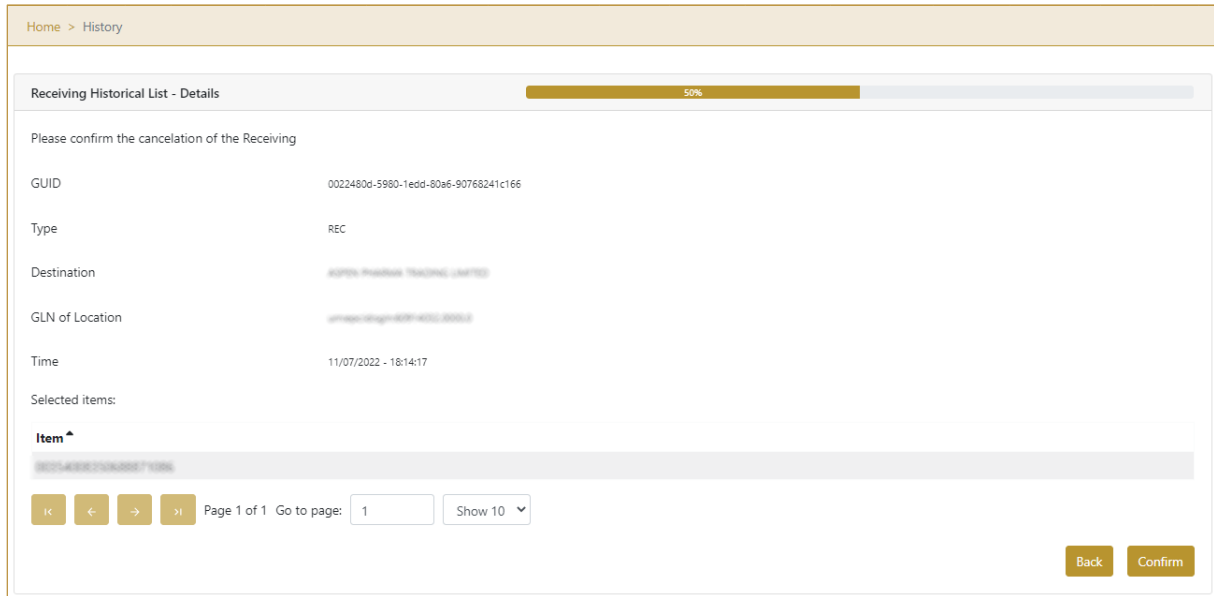 Home > History
Receiving Historical List - Details 50%
Please confirm the cancelation of the Receiving
GUID 0022480d-5980-1edd-80a6-90768241c166
Type REC
Destination
GLN of Location
Time 11/07/2022 - 18:14:17
Selected items:
Item
Page 1 of 1 Go to page: 1 Show 10
Back Confirm